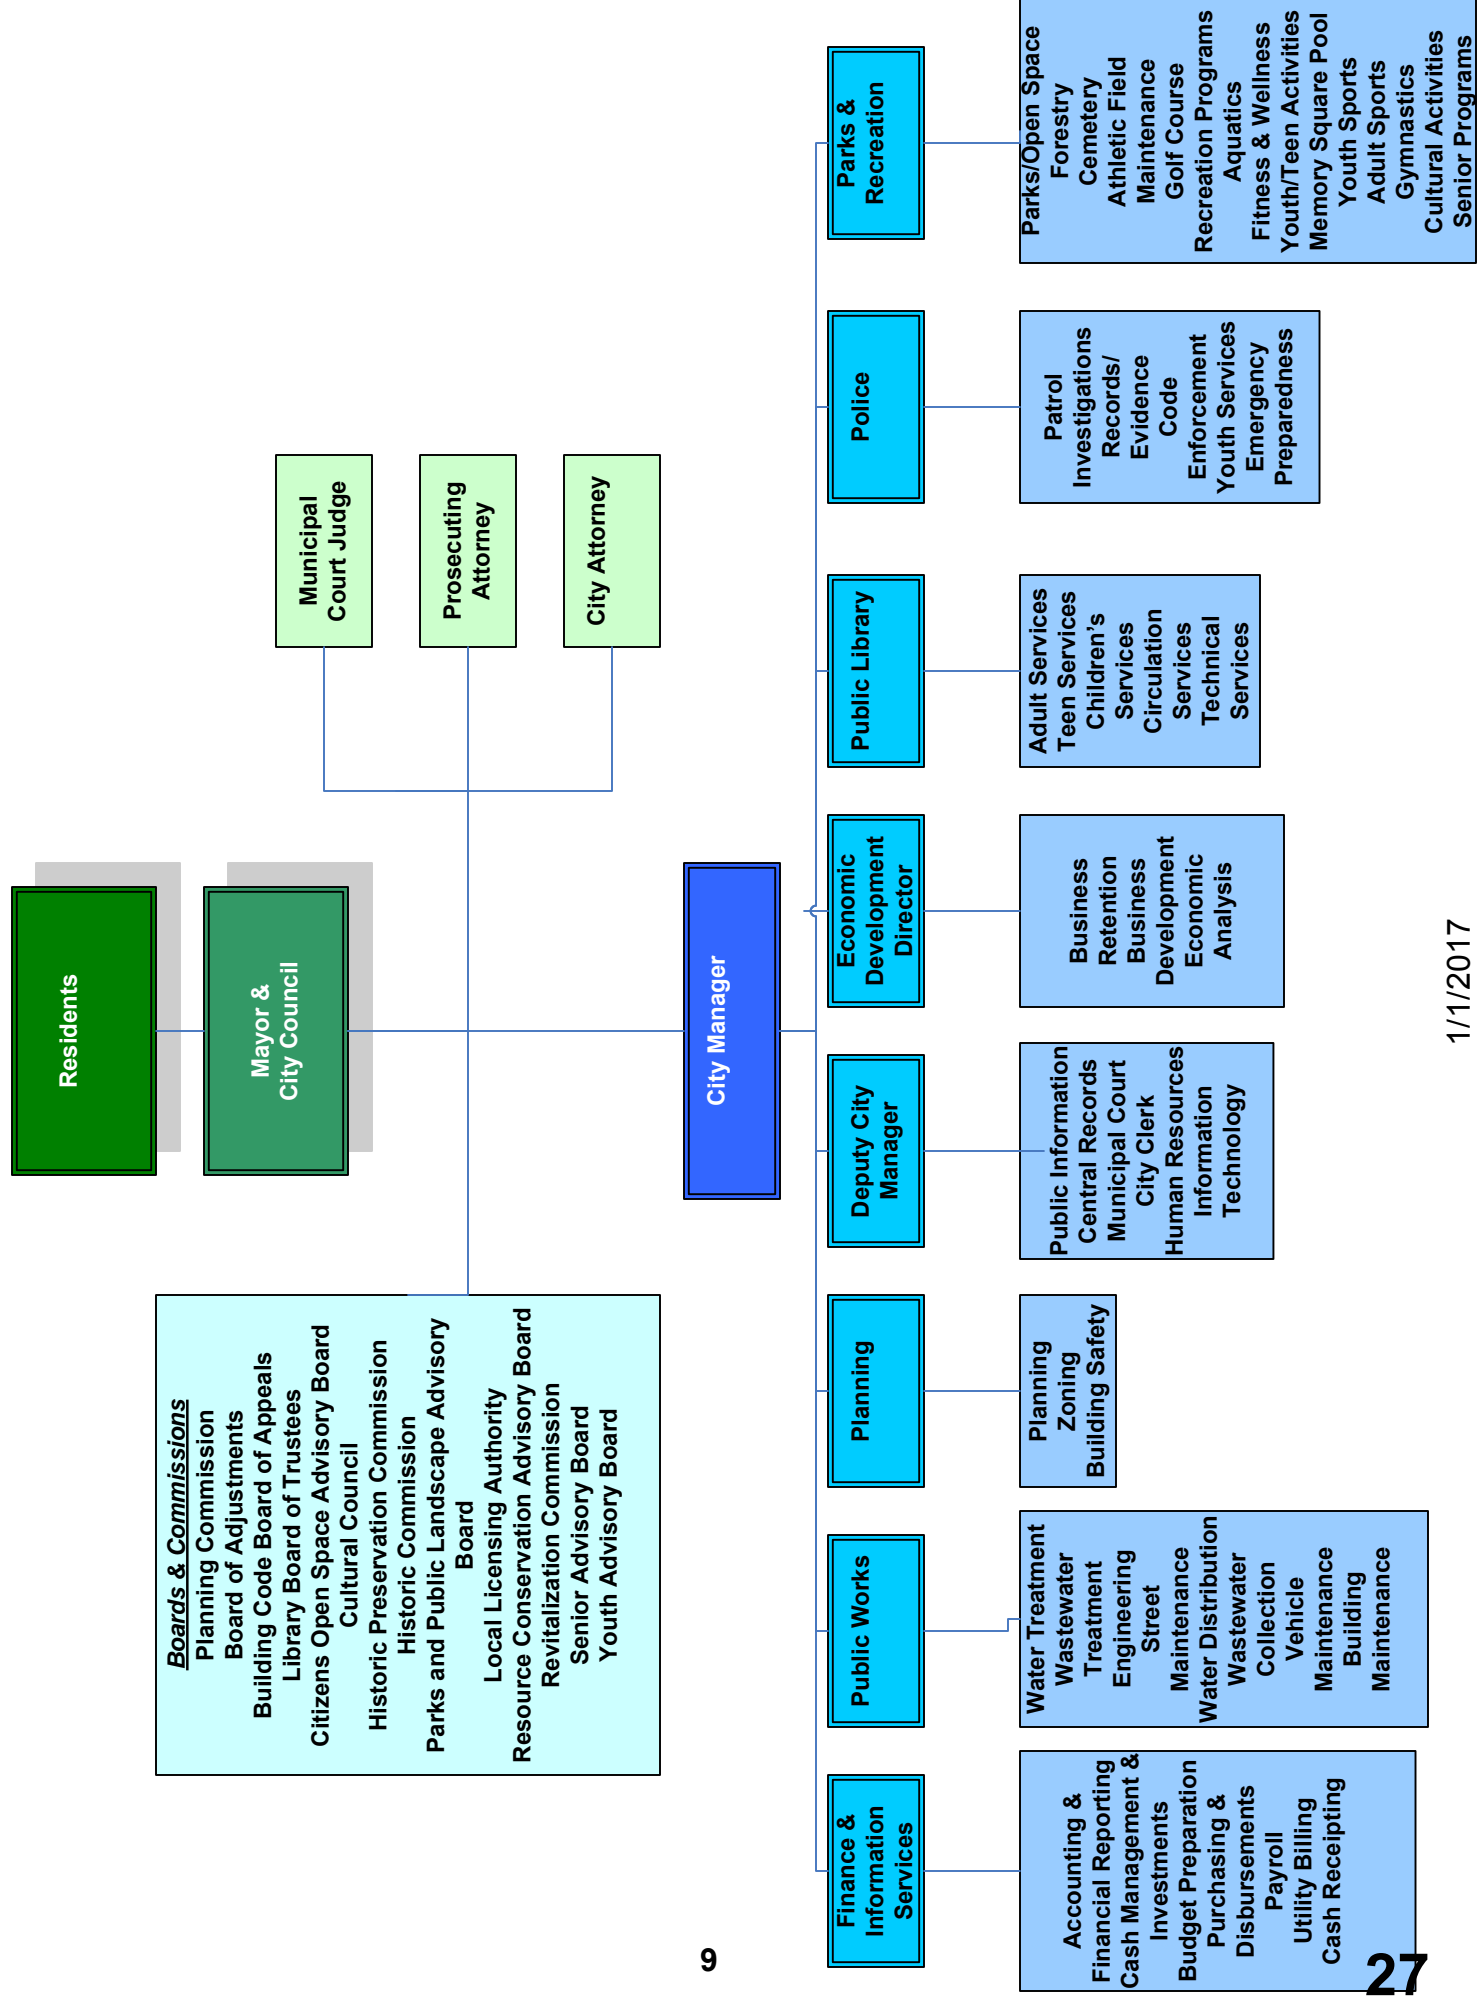 Residents
Mayor &
City Council
Municipal
Court Judge
Prosecuting
Attorney
City Attorney
Boards & Commissions
Planning Commission
Board of Adjustments
Building Code Board of Appeals
Library Board of Trustees
Citizens Open Space Advisory Board
Cultural Council
Historic Preservation Commission
Historic Commission
Parks and Public Landscape Advisory
Board
Local Licensing Authority
Resource Conservation Advisory Board
Revitalization Commission
Senior Advisory Board
Youth Advisory Board
City Manager
Finance &
Information
Services
Public Works
Planning
Deputy City
Manager
Economic
Development
Director
Public Library
Police
Parks &
Recreation
Accounting &
Financial Reporting
Cash Management &
Investments
Budget Preparation
Purchasing &
Disbursements
Payroll
Utility Billing
Cash Receipting
Water Treatment
Wastewater
Treatment
Engineering
Street
Maintenance
Water Distribution
Wastewater
Collection
Vehicle
Maintenance
Building
Maintenance
Planning
Zoning
Building Safety
Public Information
Central Records
Municipal Court
City Clerk
Human Resources
Information
Technology
Business
Retention
Business
Development
Economic
Analysis
Adult Services
Teen Services
Children's
Services
Circulation
Services
Technical
Services
Patrol
Investigations
Records/
Evidence
Code
Enforcement
Youth Services
Emergency
Preparedness
Parks/Open Space
Forestry
Cemetery
Athletic Field
Maintenance
Golf Course
Recreation Programs
Aquatics
Fitness & Wellness
Youth/Teen Activities
Memory Square Pool
Youth Sports
Adult Sports
Gymnastics
Cultural Activities
Senior Programs
1/1/2017
9
27